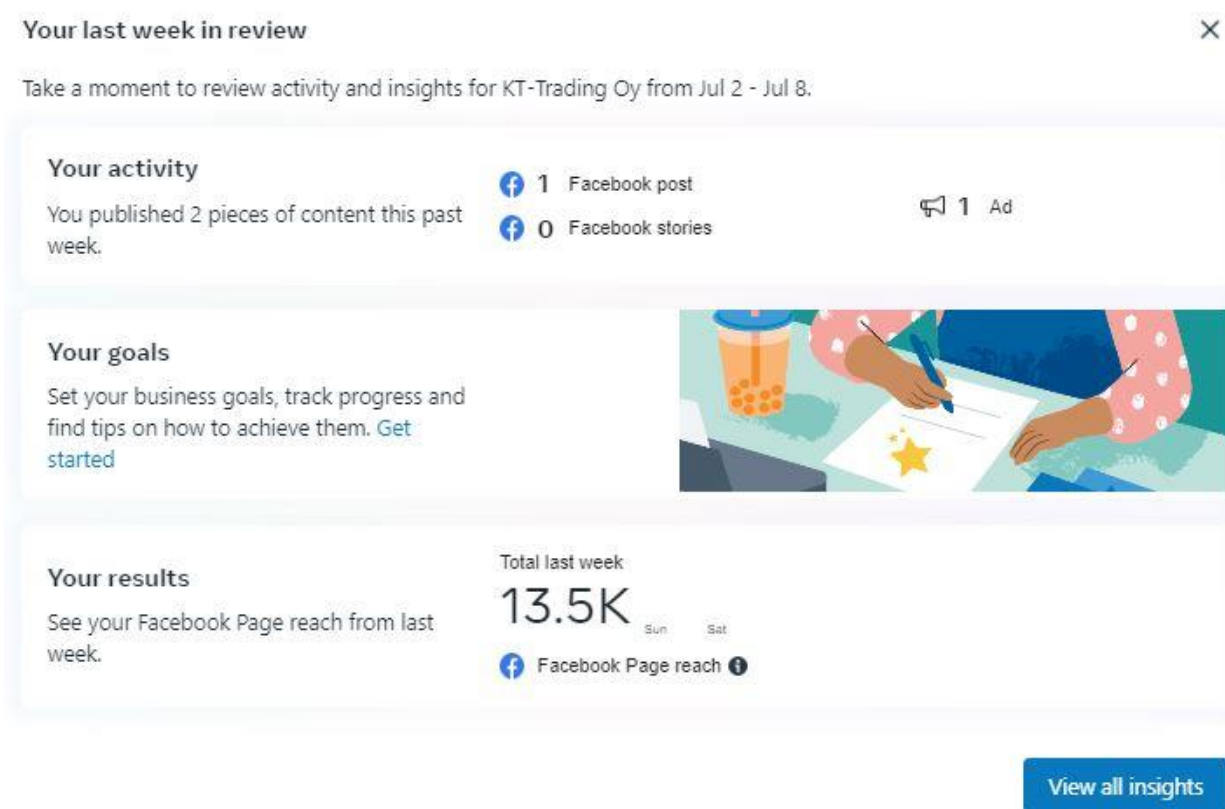 Your last week in review
Take a moment to review activity and insights for KT-Trading Oy from Jul 2 - Jul 8.
Your activity
You published 2 pieces of content this past
week.
1 Facebook post
0 Facebook stories
1 Ad
Your goals
Set your business goals, track progress and
find tips on how to achieve them. Get
started
Your results
See your Facebook Page reach from last
week.
Total last week
13.5K
Sun Sat
Facebook Page reach
View all insights